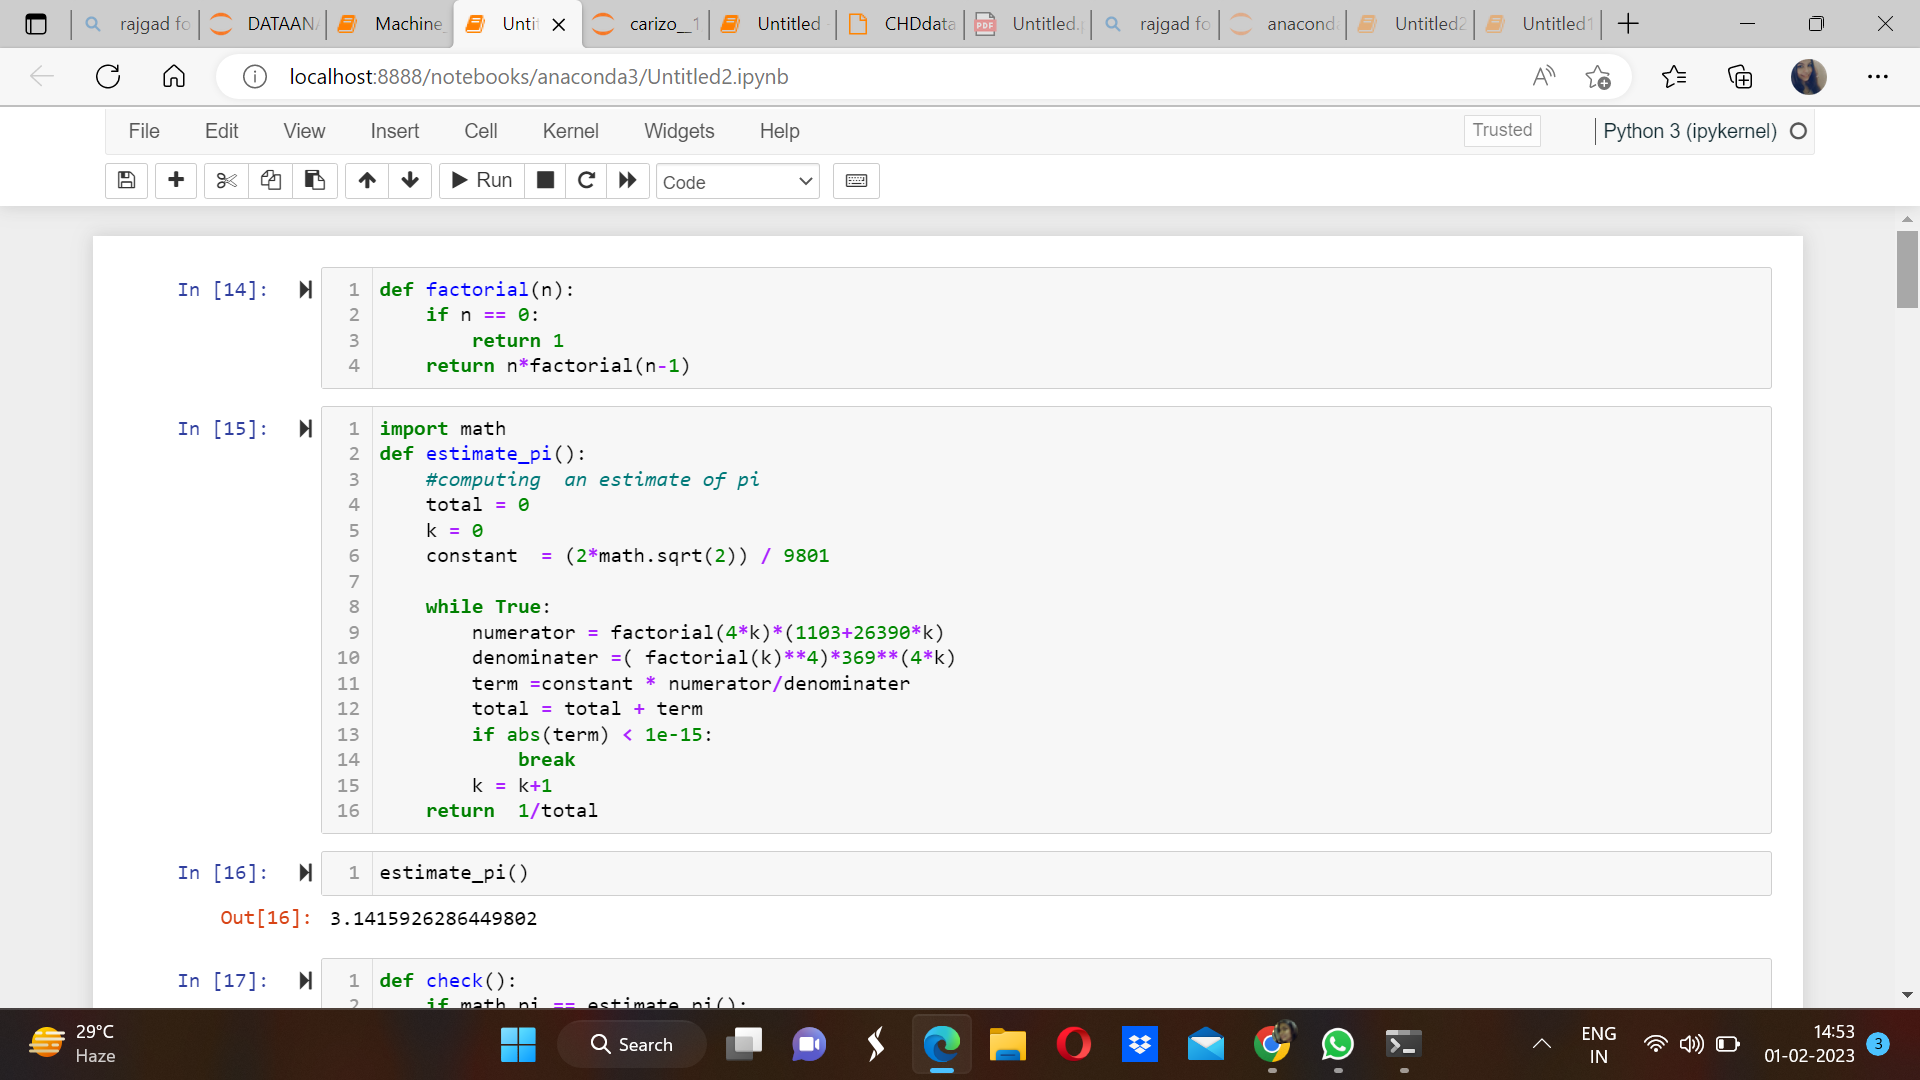 rajgad fo
DATAANA
Machine_
Untit
carizo__1
Untitled
CHDdata
Untitled.p
rajgad fo
anaconda
Untitled2
Untitled1
localhost:8888/notebooks/anaconda3/Untitled2.ipynb
File Edit View Insert Cell Kernel Widgets Help
Trusted
Python 3 (ipykernel)
Run
Code
In [14]:
1 def factorial(n):
2 if n == 0:
3 return 1
4 return n*factorial(n-1)
In [15]:
1 import math
2 def estimate_pi():
3 #computing  an estimate of pi
4 total = 0
5 k = 0
6 constant  = (2*math.sqrt(2)) / 9801
7
8 while True:
9 numerator = factorial(4*k)*(1103+26390*k)
10 denominater =( factorial(k)**4)*369**(4*k)
11 term =constant * numerator/denominater
12 total = total + term
13 if abs(term) < 1e-15:
14 break
15 k = k+1
16 return  1/total
In [16]:
1 estimate_pi()
Out[16]: 3.1415926286449802
In [17]:
1 def check():
2 if math.pi == estimate_pi():
29°C
Haze
Search
ENG
IN
14:53
01-02-2023
3